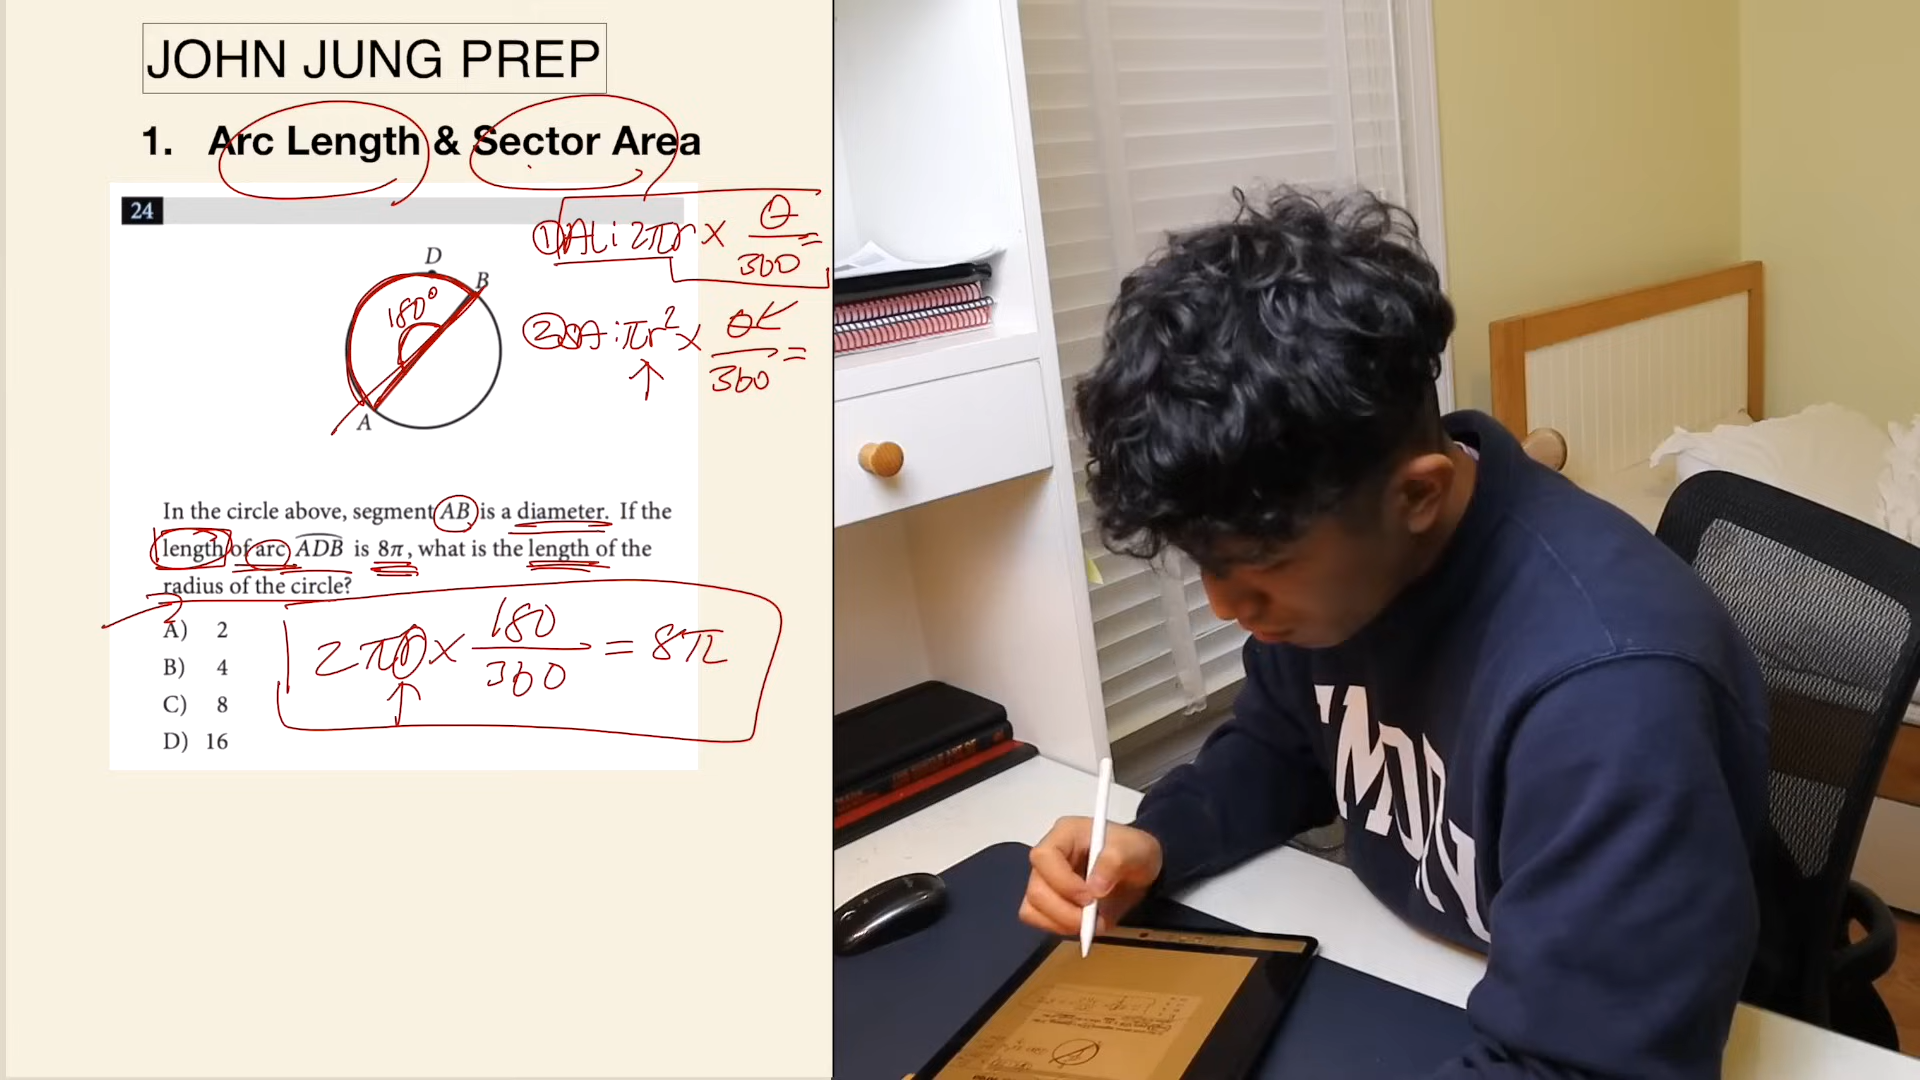 JOHN JUNG PREP
1. Arc Length & Sector Area
24
① AL: 2πr × θ/360 =
D
B
180°
② SA: πr² × θ/360 =
A
In the circle above, segment AB is a diameter. If the
length of arc ADB is 8π, what is the length of the
radius of the circle?
A) 2
B) 4
C) 8
D) 16
2πr × 180/360 = 8π